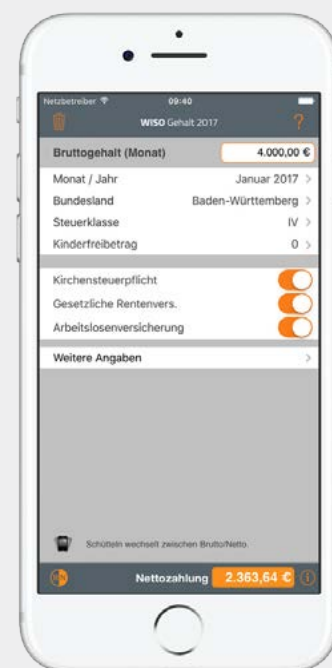 Netzbetreiber 09:40
WISO Gehalt 2017 ?
Bruttogehalt (Monat) 4.000,00 €
Monat / Jahr Januar 2017 >
Bundesland Baden-Württemberg >
Steuerklasse IV >
Kinderfreibetrag 0 >
Kirchensteuerpflicht
Gesetzliche Rentenvers.
Arbeitslosenversicherung
Weitere Angaben >
Schütteln wechselt zwischen Brutto/Netto.
Nettozahlung 2.363,64 € i